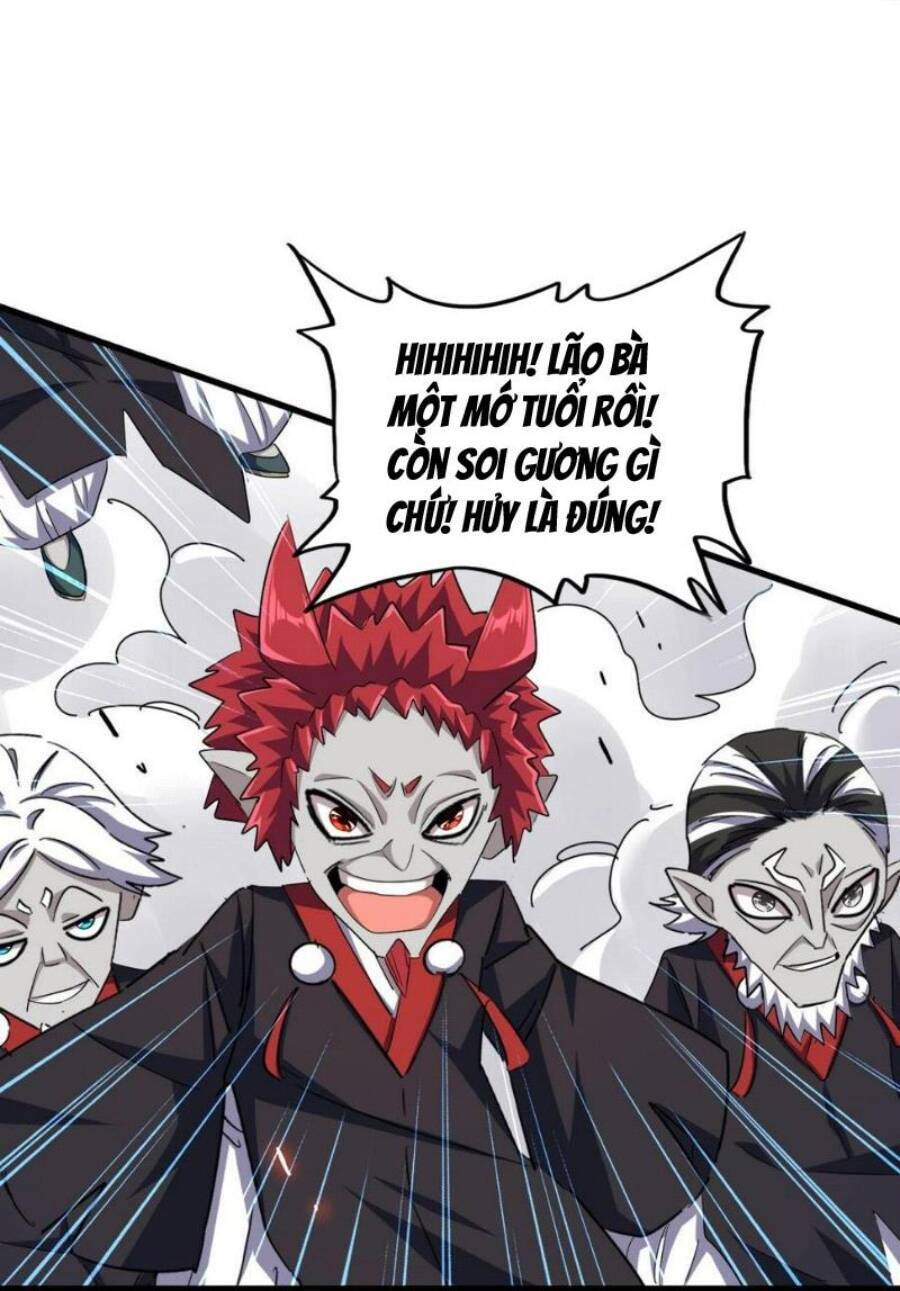 HIHIHIHIH! LÃO BÀ
MỘT MỚ TUỔI RỒI!
CÒN SOI GƯƠNG GÌ
CHỨ! HỦY LÀ ĐÚNG!